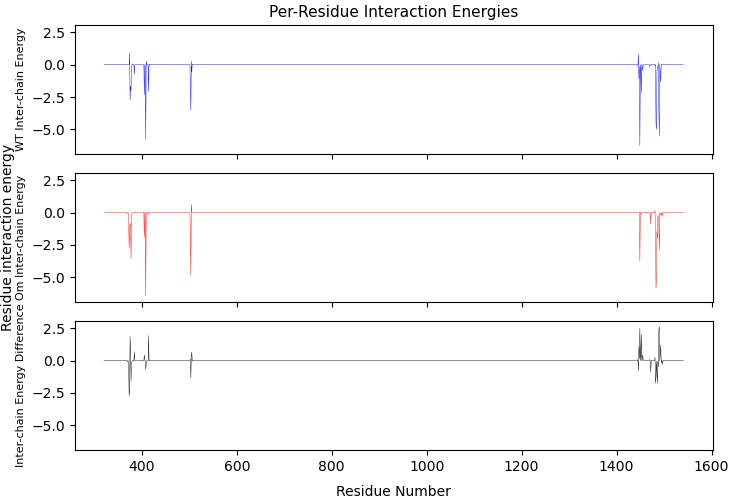 Per-Residue Interaction Energies
WT Inter-chain Energy
2.5
0.0
−2.5
−5.0
Residue interaction energy
Om Inter-chain Energy
2.5
0.0
−2.5
−5.0
Inter-chain Energy Difference
2.5
0.0
−2.5
−5.0
400 600 800 1000 1200 1400 1600
Residue Number